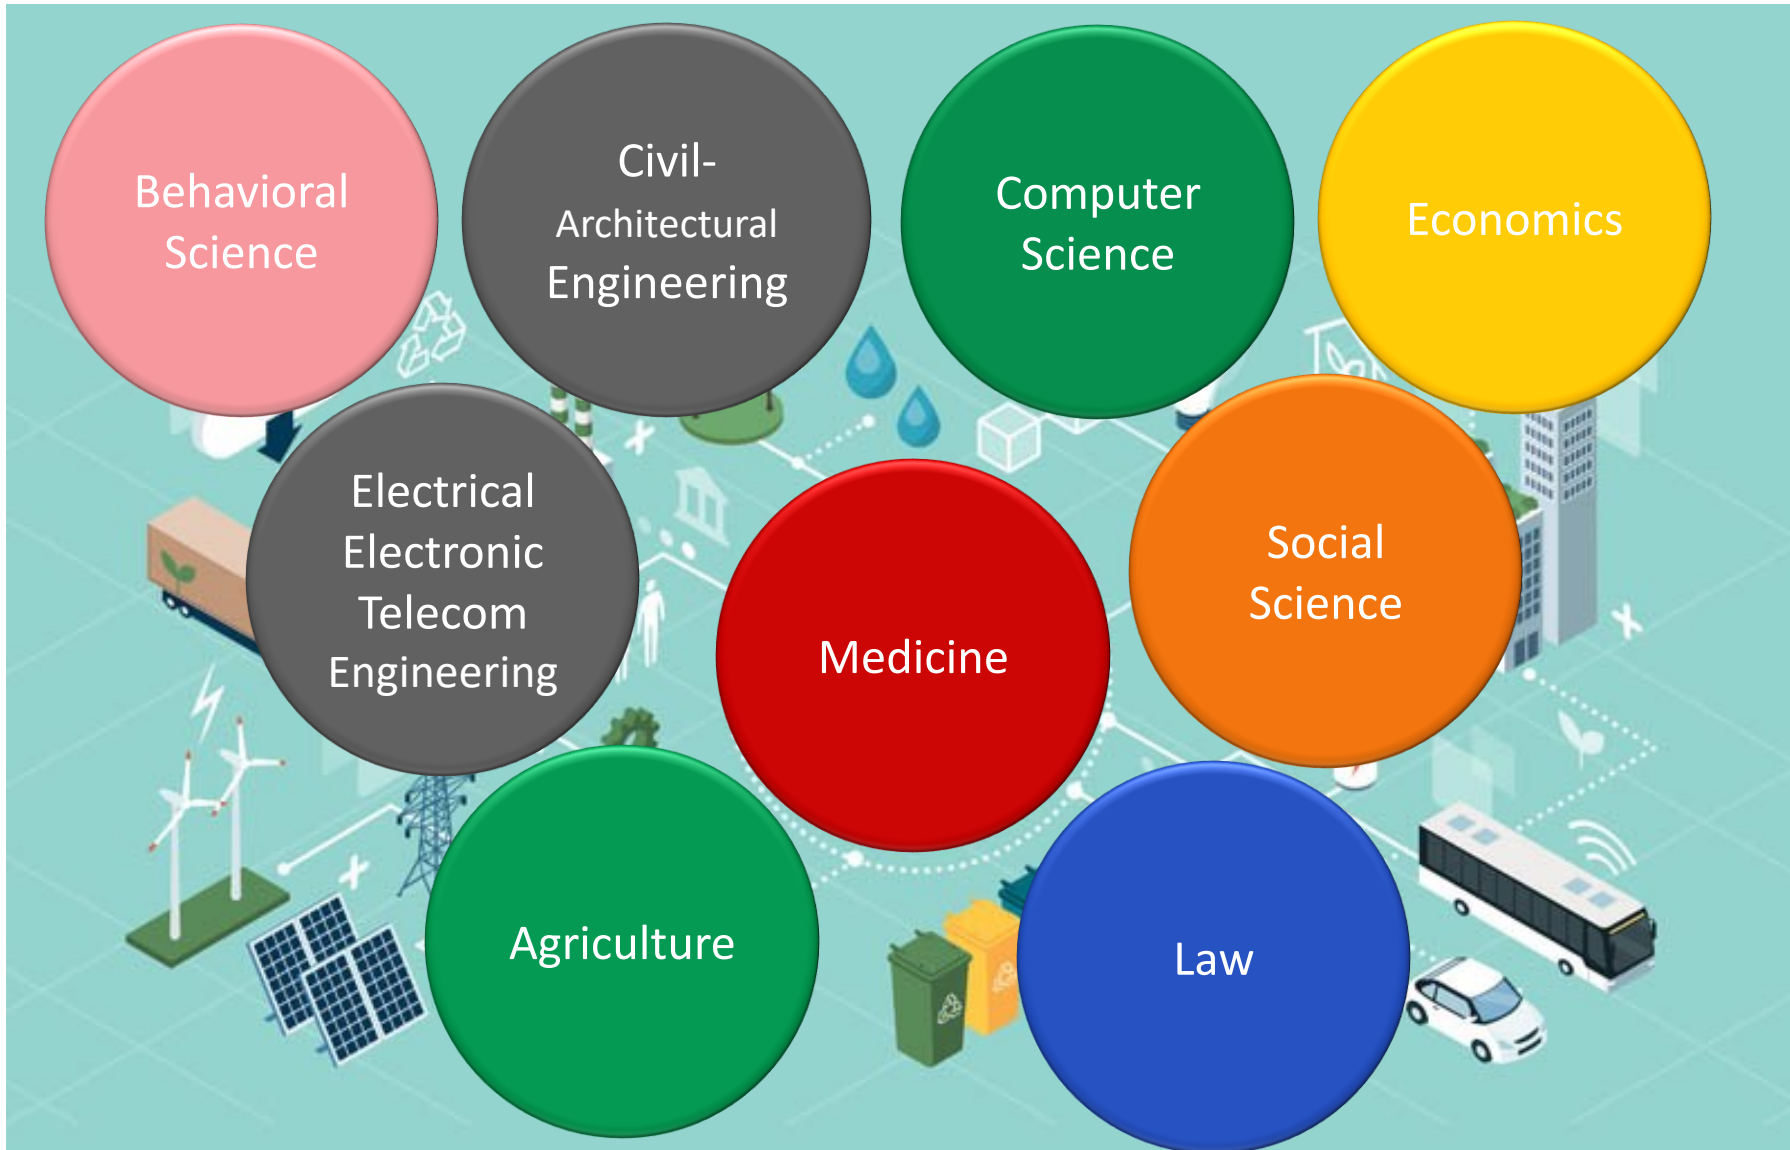 Behavioral
Science
Civil-
Architectural
Engineering
Computer
Science
Economics
Electrical
Electronic
Telecom
Engineering
Medicine
Social
Science
Agriculture
Law